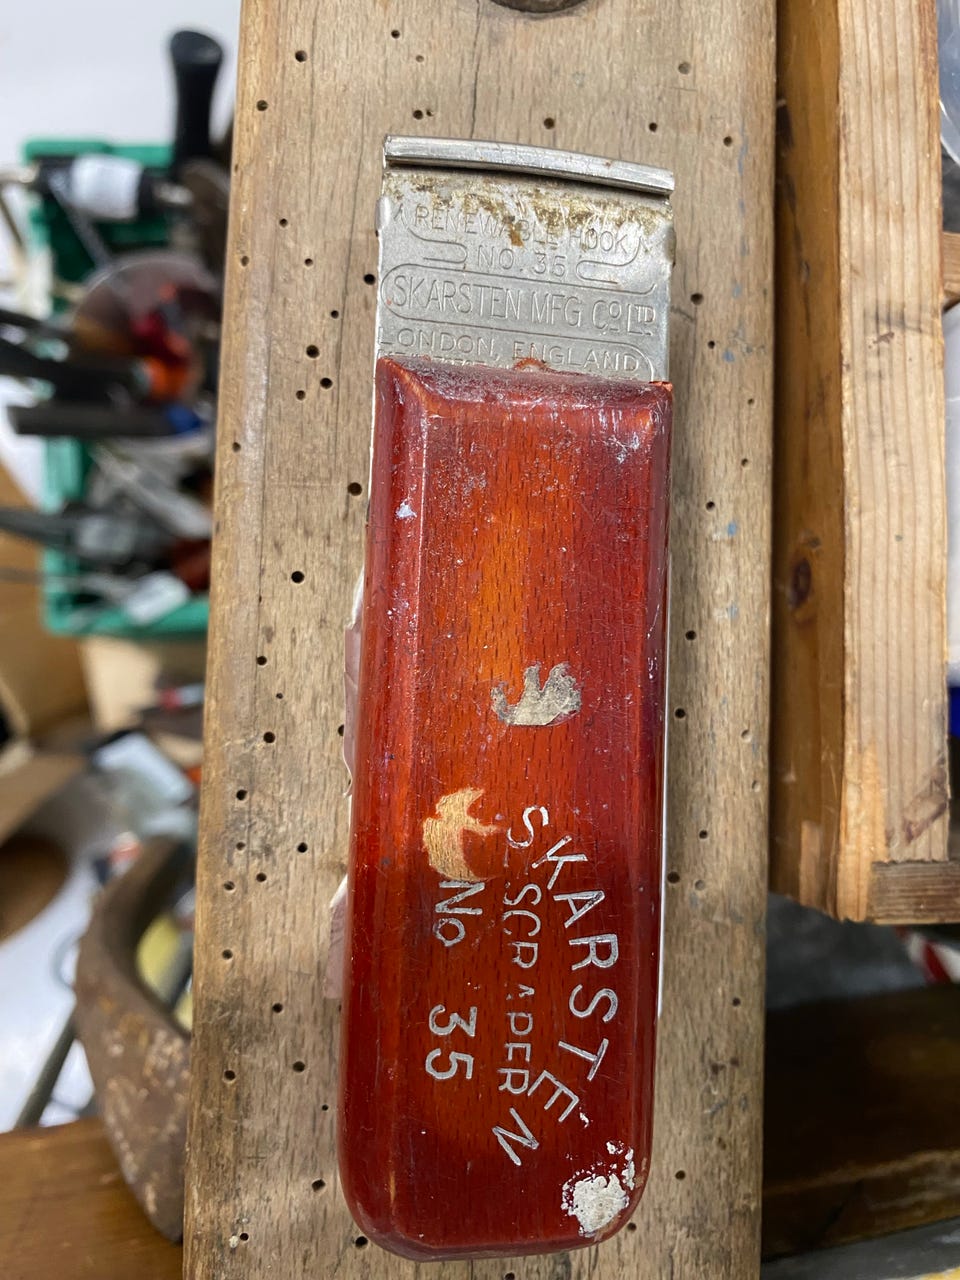 RENEWABLE HOOK
NO. 35
SKARSTEN MFG CO LTD
LONDON, ENGLAND
SKARSTEN
SCRAPER
No 35